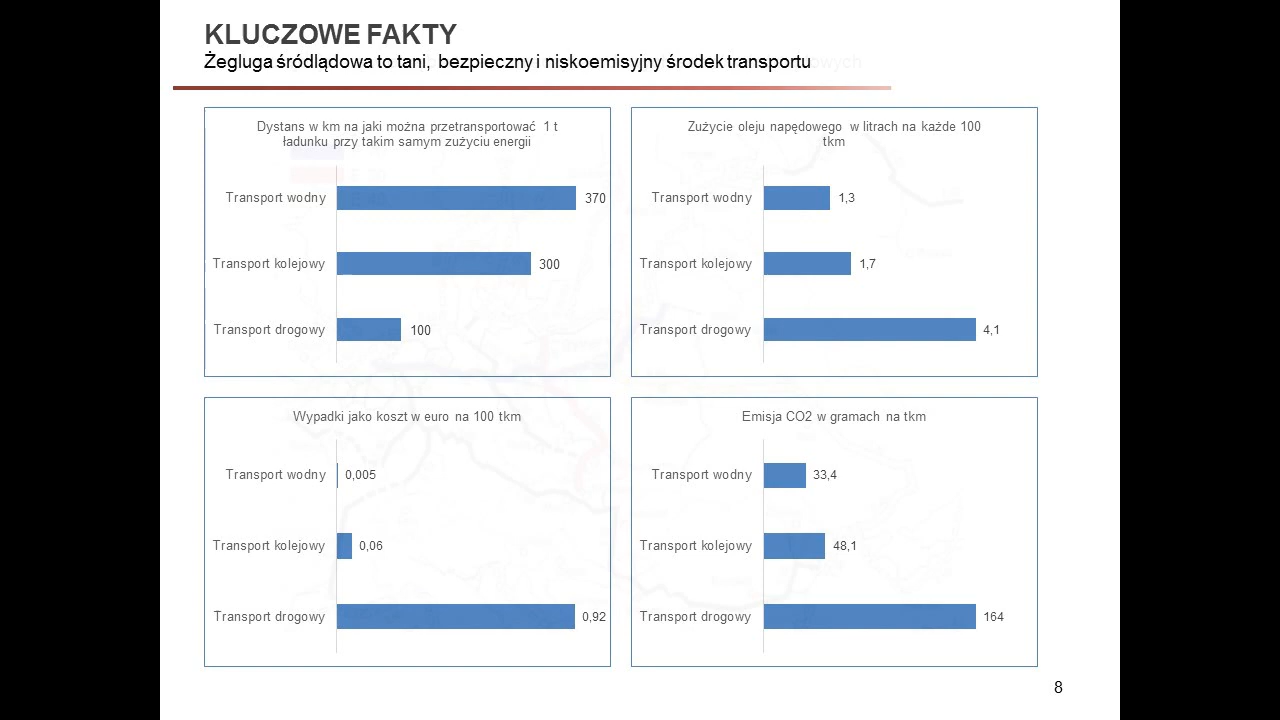 KLUCZOWE FAKTY
Żegluga śródlądowa to tani, bezpieczny i niskoemisyjny środek transportu
Dystans w km na jaki można przetransportować 1 t
ładunku przy takim samym zużyciu energii
Transport wodny 370
Transport kolejowy 300
Transport drogowy 100
Zużycie oleju napędowego w litrach na każde 100
tkm
Transport wodny 1,3
Transport kolejowy 1,7
Transport drogowy 4,1
Wypadki jako koszt w euro na 100 tkm
Transport wodny 0,005
Transport kolejowy 0,06
Transport drogowy 0,92
Emisja CO2 w gramach na tkm
Transport wodny 33,4
Transport kolejowy 48,1
Transport drogowy 164
8